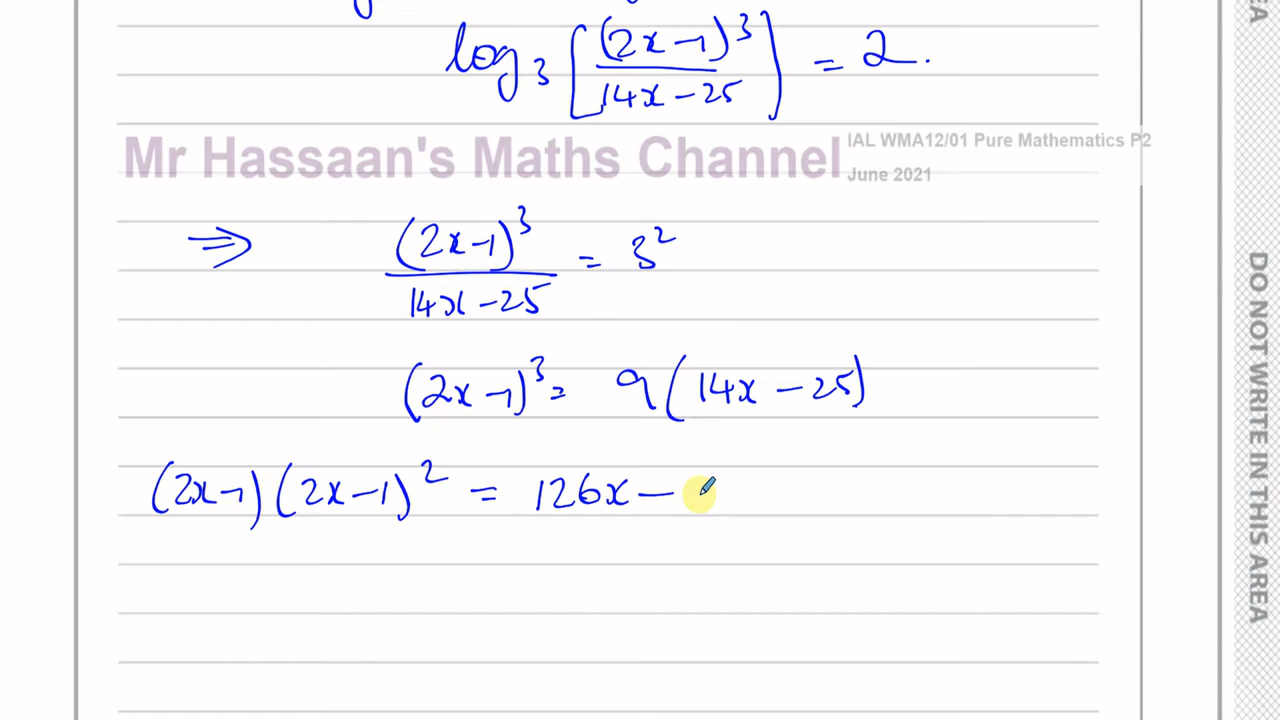 log₃ [(2x-1)³/14x-25] = 2.
Mr Hassaan's Maths Channel
IAL WMA12/01 Pure Mathematics P2
June 2021
⇒ (2x-1)³/14x-25 = 3²
(2x-1)³= 9(14x-25)
(2x-1)(2x-1)² = 126x-
DO NOT WRITE IN THIS AREA